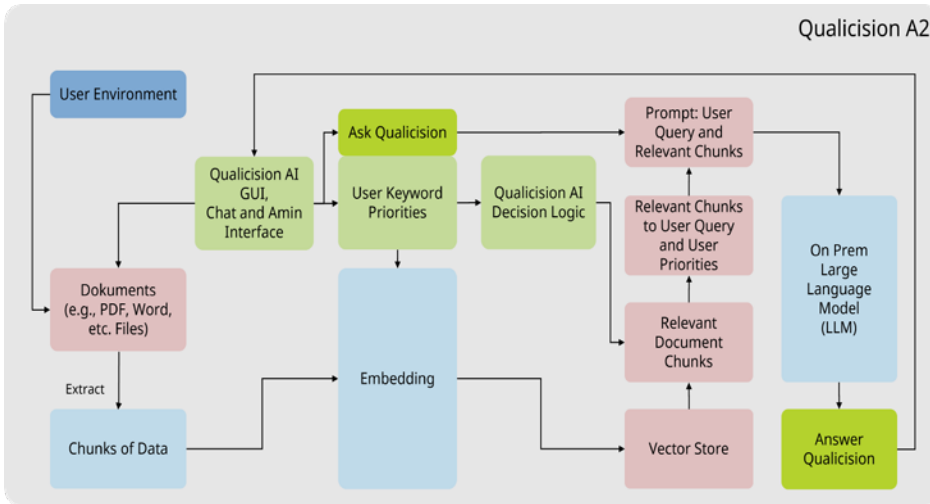 Qualicision A2
User Environment
Ask Qualicision
Prompt: User
Query and
Relevant Chunks
Qualicision AI
GUI,
Chat and Amin
Interface
User Keyword
Priorities
Qualicision AI
Decision Logic
Relevant Chunks
to User Query
and User
Priorities
On Prem
Large
Language
Model
(LLM)
Dokuments
(e.g., PDF, Word,
etc. Files)
Relevant
Document
Chunks
Embedding
Extract
Chunks of Data
Vector Store
Answer
Qualicision